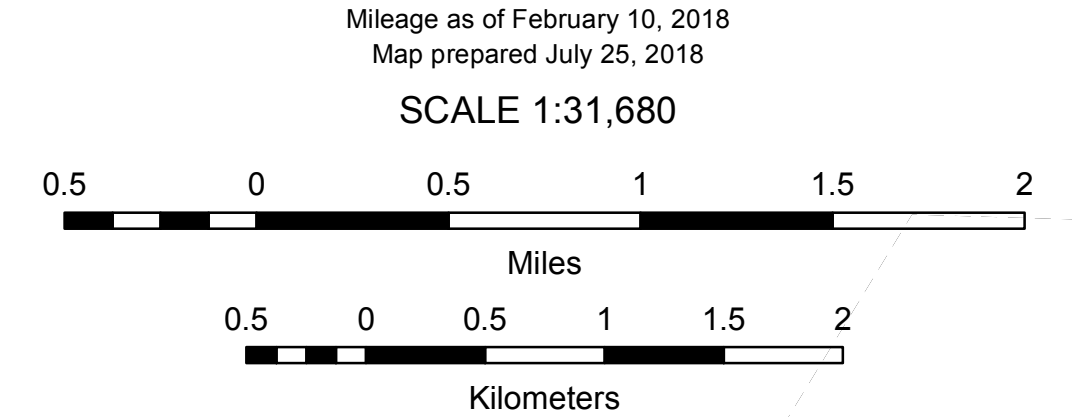 Mileage as of February 10, 2018
Map prepared July 25, 2018
SCALE 1:31,680
0.5 0 0.5 1 1.5 2
Miles
0.5 0 0.5 1 1.5 2
Kilometers